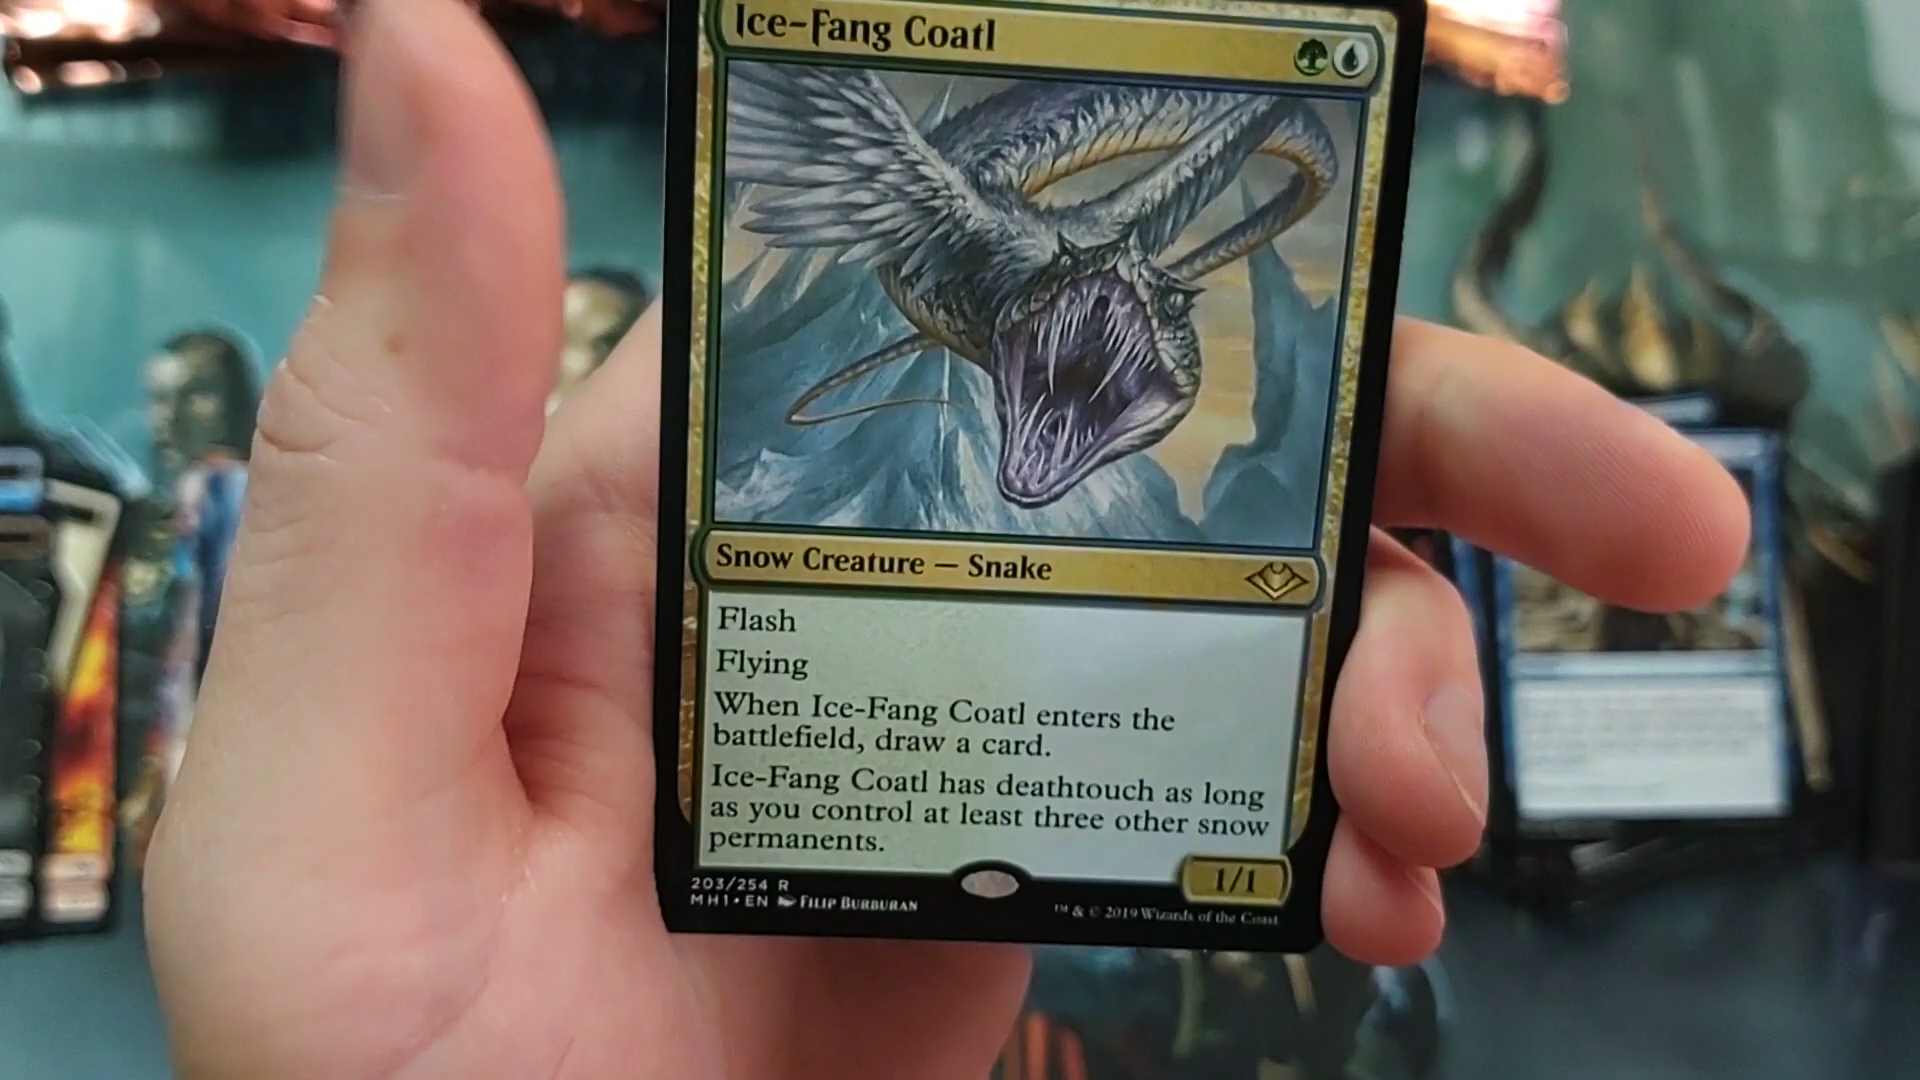 Ice-Fang Coatl
Snow Creature — Snake
Flash
Flying
When Ice-Fang Coatl enters the
battlefield, draw a card.
Ice-Fang Coatl has deathtouch as long
as you control at least three other snow
permanents.
1/1
203/254 R
MH1•EN Filip Burburan
™ & © 2019 Wizards of the Coast